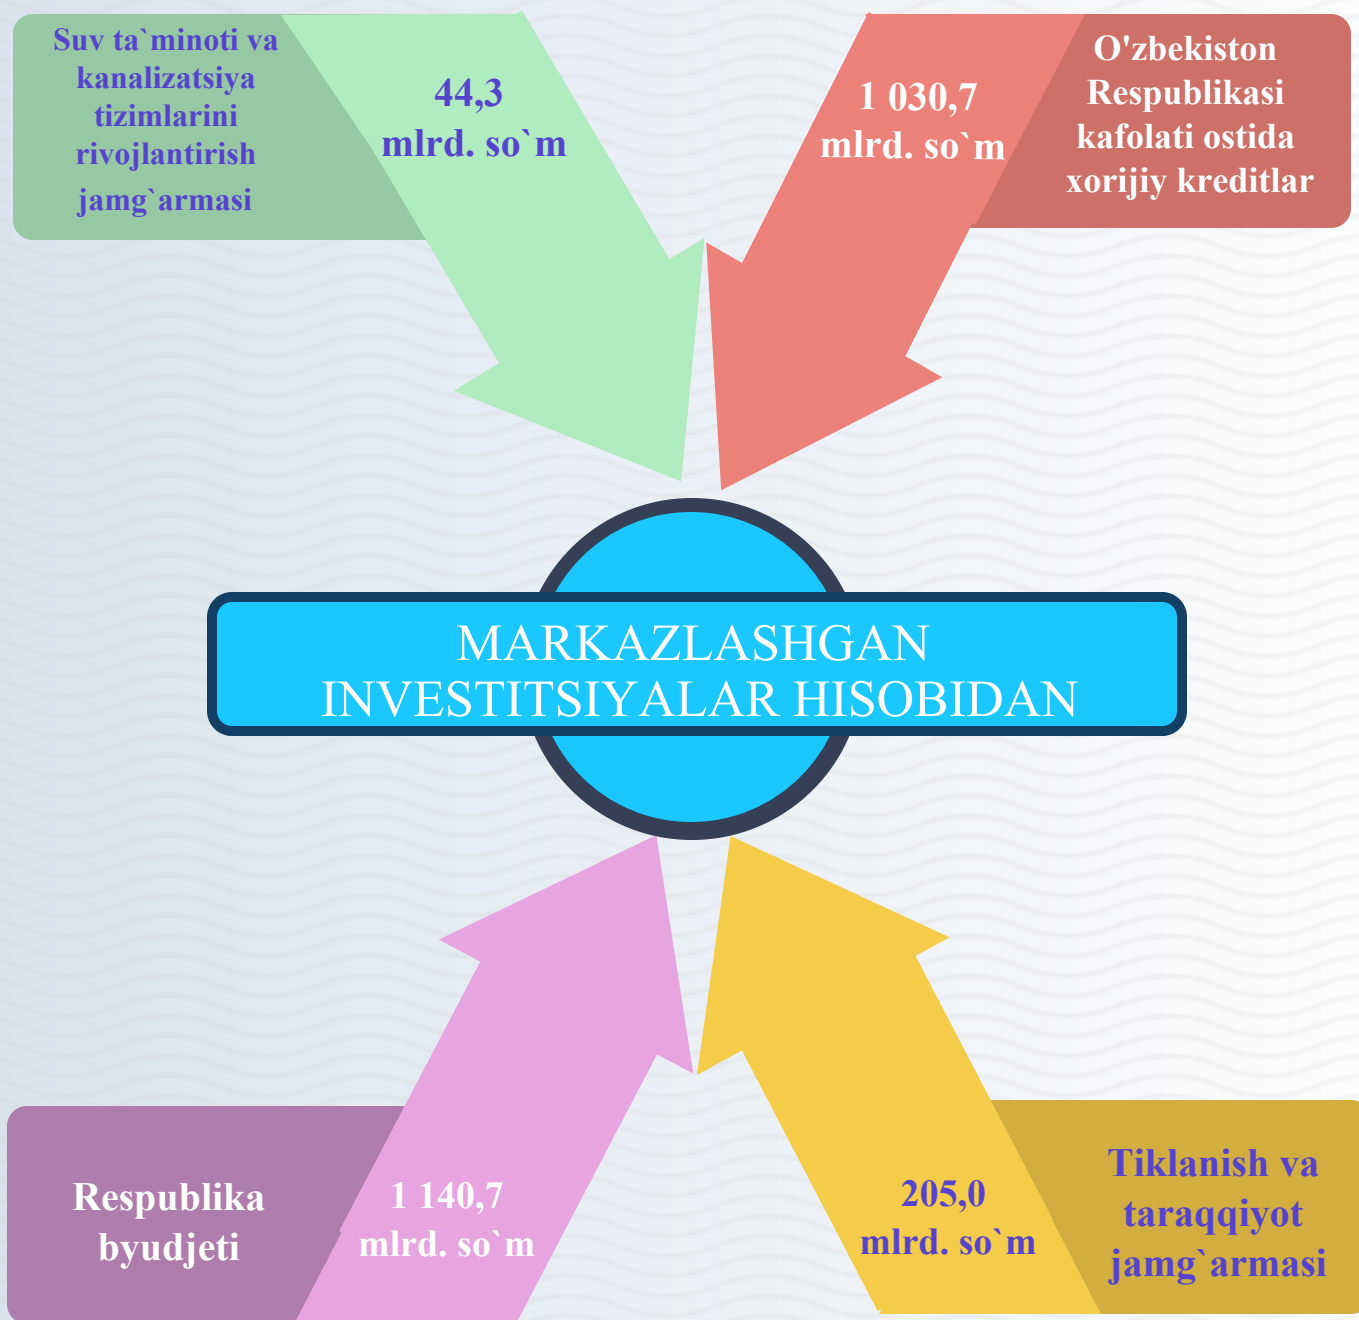 Suv ta`minoti va
kanalizatsiya
tizimlarini
rivojlantirish
jamg`armasi
44,3
mlrd. so`m
1 030,7
mlrd. so`m
O'zbekiston
Respublikasi
kafolati ostida
xorijiy kreditlar
MARKAZLASHGAN
INVESTITSIYALAR HISOBIDAN
Respublika
byudjeti
1 140,7
mlrd. so`m
205,0
mlrd. so`m
Tiklanish va
taraqqiyot
jamg`armasi